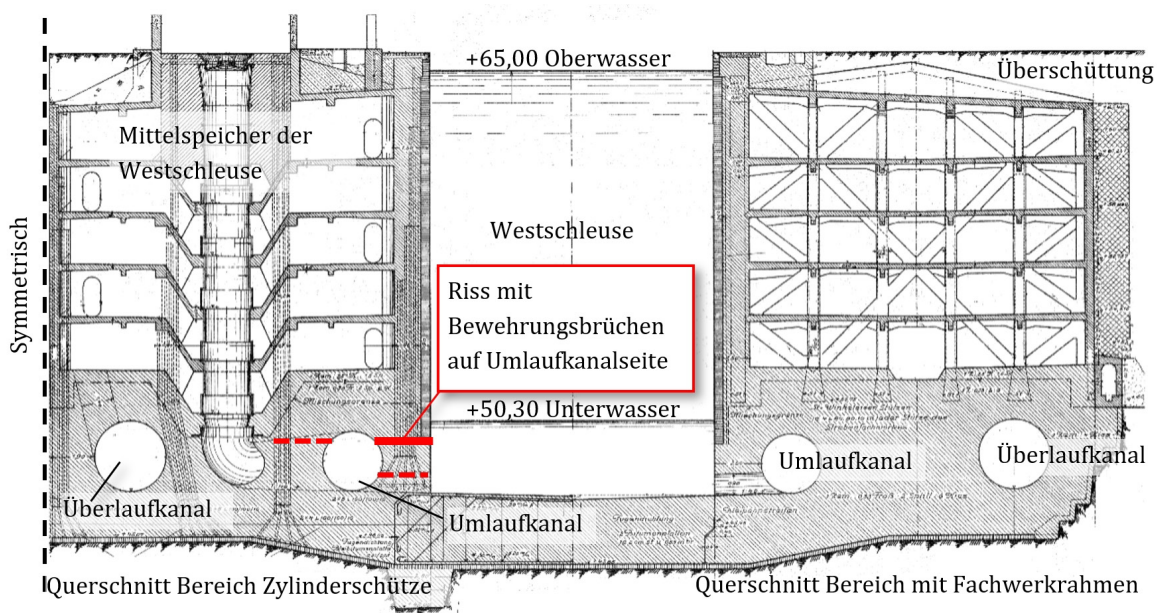 +65,00 Oberwasser
Überschüttung
Mittelspeicher der
Westschleuse
Symmetrisch
Westschleuse
Riss mit
Bewehrungsbrüchen
auf Umlaufkanalseite
+50,30 Unterwasser
Überlaufkanal
Umlaufkanal
Umlaufkanal
Überlaufkanal
Querschnitt Bereich Zylinderschütze
Querschnitt Bereich mit Fachwerkrahmen